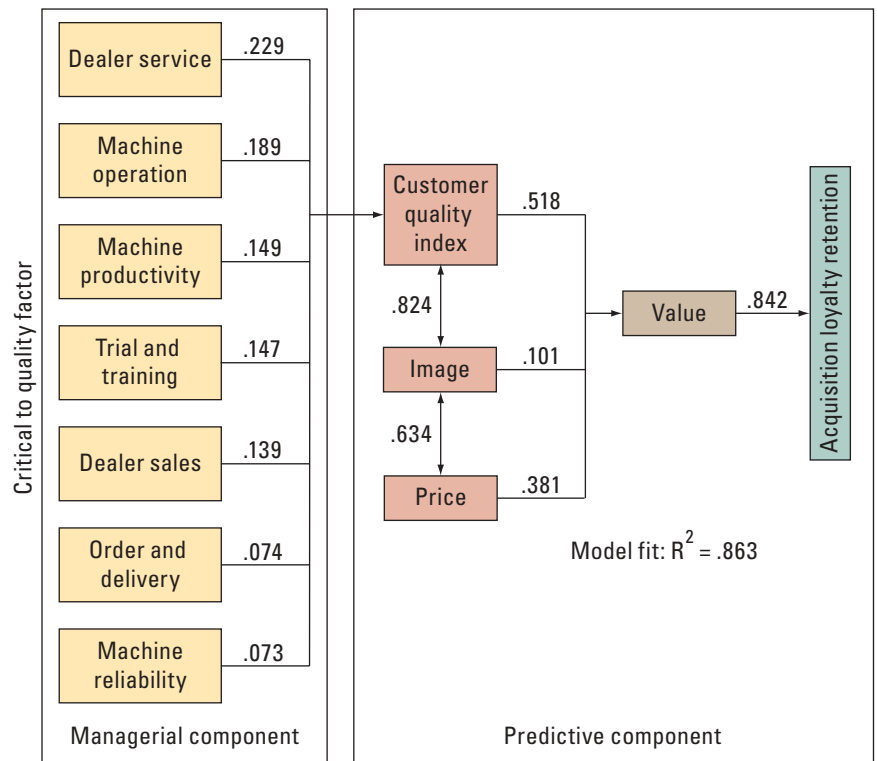 Critical to quality factor
Dealer service
.229
Machine
operation
.189
Machine
productivity
.149
Trial and
training
.147
Dealer sales
.139
Order and
delivery
.074
Machine
reliability
.073
Managerial component
Customer
quality
index
.518
.824
Image
.101
.634
Price
.381
Value
.842
Acquisition loyalty retention
Model fit: R² = .863
Predictive component